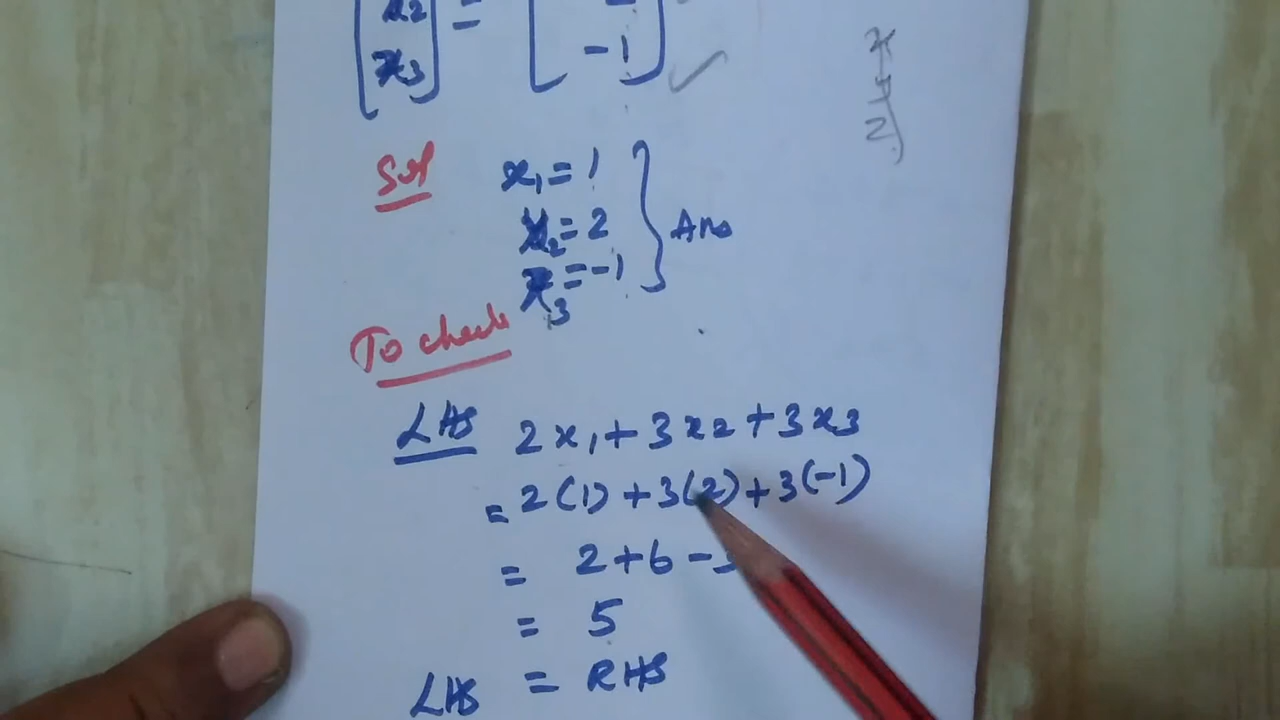 x2 =
x3 -1 ✓
Sol x1 = 1
x2 = 2 } Ans
x3 = -1
To check
LHS 2x1 + 3x2 + 3x3
= 2(1) + 3(2) + 3(-1)
= 2 + 6 - 3
= 5
LHS = RHS